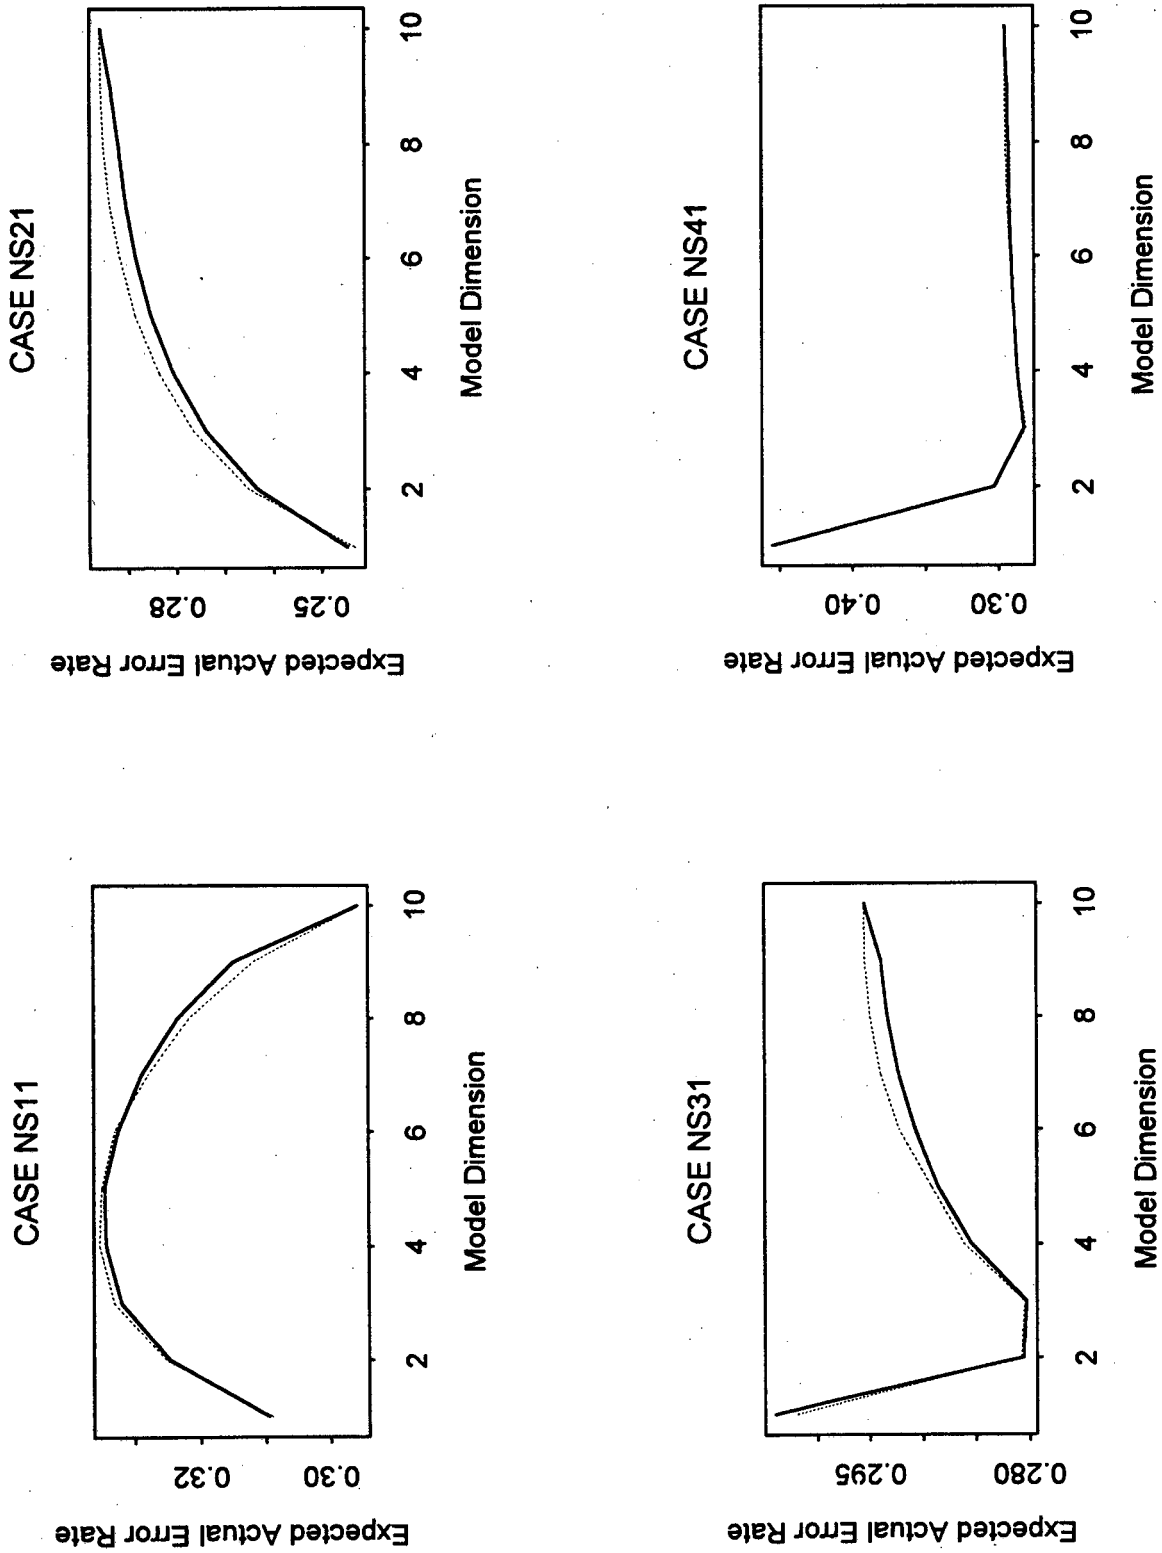 CASE NS11
Expected Actual Error Rate
0.32
0.30
2
4
6
8
10
Model Dimension
CASE NS21
Expected Actual Error Rate
0.28
0.25
2
4
6
8
10
Model Dimension
CASE NS31
Expected Actual Error Rate
0.295
0.280
2
4
6
8
10
Model Dimension
CASE NS41
Expected Actual Error Rate
0.40
0.30
2
4
6
8
10
Model Dimension